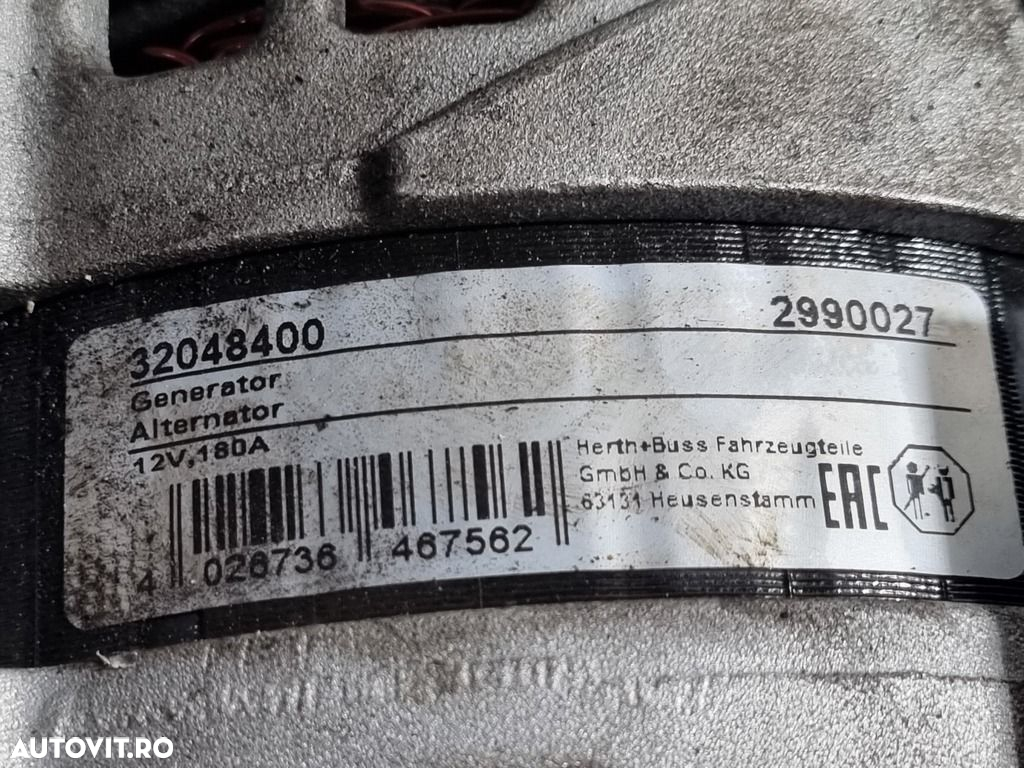 32048400
2990027
Generator
Alternator
12V,180A
Herth+Buss Fahrzeugteile
GmbH & Co. KG
63131 Heusenstamm
EAC
4 026736 467562
AUTOVIT.RO